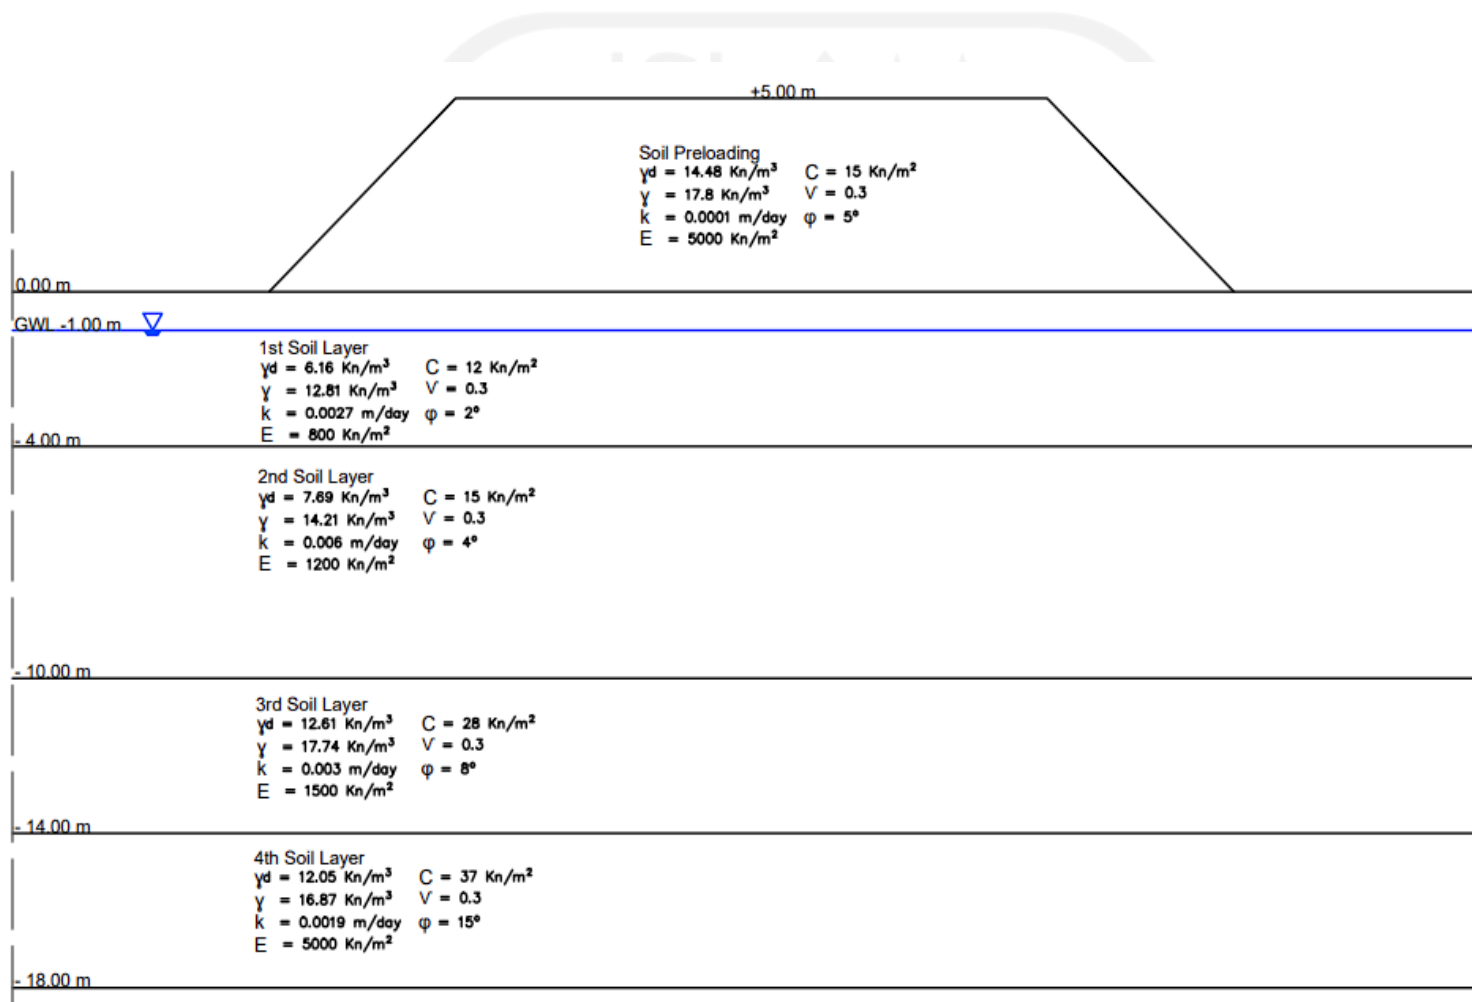 +5.00 m
Soil Preloading
γd = 14.48 Kn/m³ C = 15 Kn/m²
γ = 17.8 Kn/m³ V = 0.3
k = 0.0001 m/day φ = 5°
E = 5000 Kn/m²
0.00 m
GWL -1.00 m
1st Soil Layer
γd = 6.16 Kn/m³ C = 12 Kn/m²
γ = 12.81 Kn/m³ V = 0.3
k = 0.0027 m/day φ = 2°
E = 800 Kn/m²
- 4.00 m
2nd Soil Layer
γd = 7.69 Kn/m³ C = 15 Kn/m²
γ = 14.21 Kn/m³ V = 0.3
k = 0.006 m/day φ = 4°
E = 1200 Kn/m²
- 10.00 m
3rd Soil Layer
γd = 12.61 Kn/m³ C = 28 Kn/m²
γ = 17.74 Kn/m³ V = 0.3
k = 0.003 m/day φ = 8°
E = 1500 Kn/m²
- 14.00 m
4th Soil Layer
γd = 12.05 Kn/m³ C = 37 Kn/m²
γ = 16.87 Kn/m³ V = 0.3
k = 0.0019 m/day φ = 15°
E = 5000 Kn/m²
- 18.00 m